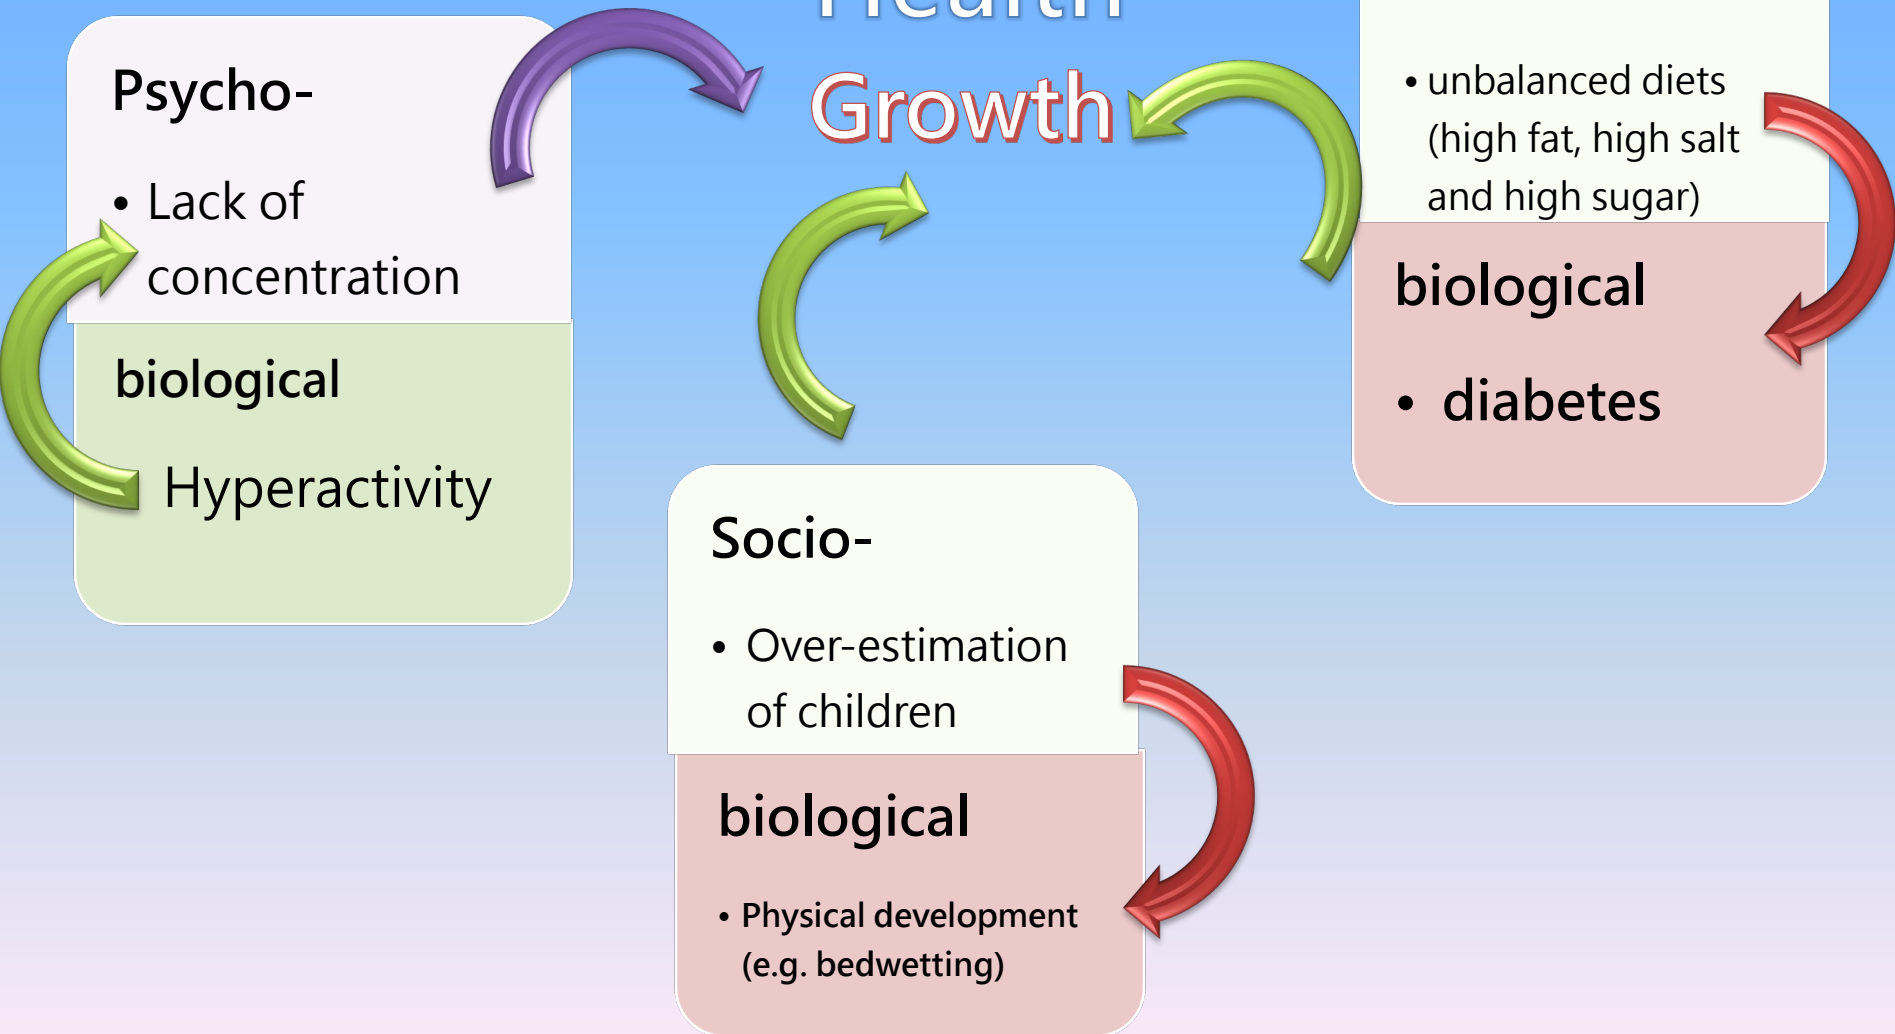 Health
Growth
Psycho-
• Lack of
concentration
biological
Hyperactivity
• unbalanced diets
(high fat, high salt
and high sugar)
biological
• diabetes
Socio-
• Over-estimation
of children
biological
• Physical development
(e.g. bedwetting)